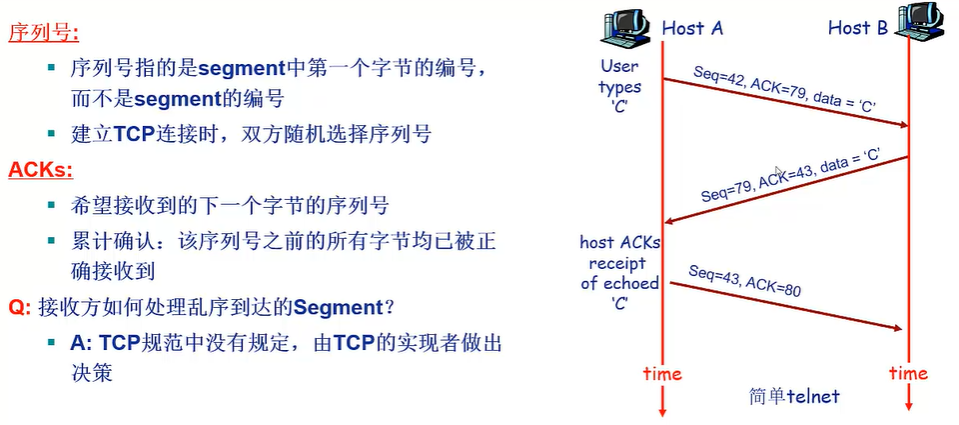 序列号:
▪ 序列号指的是segment中第一个字节的编号，
而不是segment的编号
▪ 建立TCP连接时，双方随机选择序列号
ACKs:
▪ 希望接收到的下一个字节的序列号
▪ 累计确认：该序列号之前的所有字节均已被正
确接收到
Q: 接收方如何处理乱序到达的Segment？
▪ A: TCP规范中没有规定，由TCP的实现者做出
决策
Host A
Host B
User
types
‘C’
Seq=42, ACK=79, data = ‘C’
Seq=79, ACK=43, data = ‘C’
host ACKs
receipt
of echoed
‘C’
Seq=43, ACK=80
time
time
简单telnet